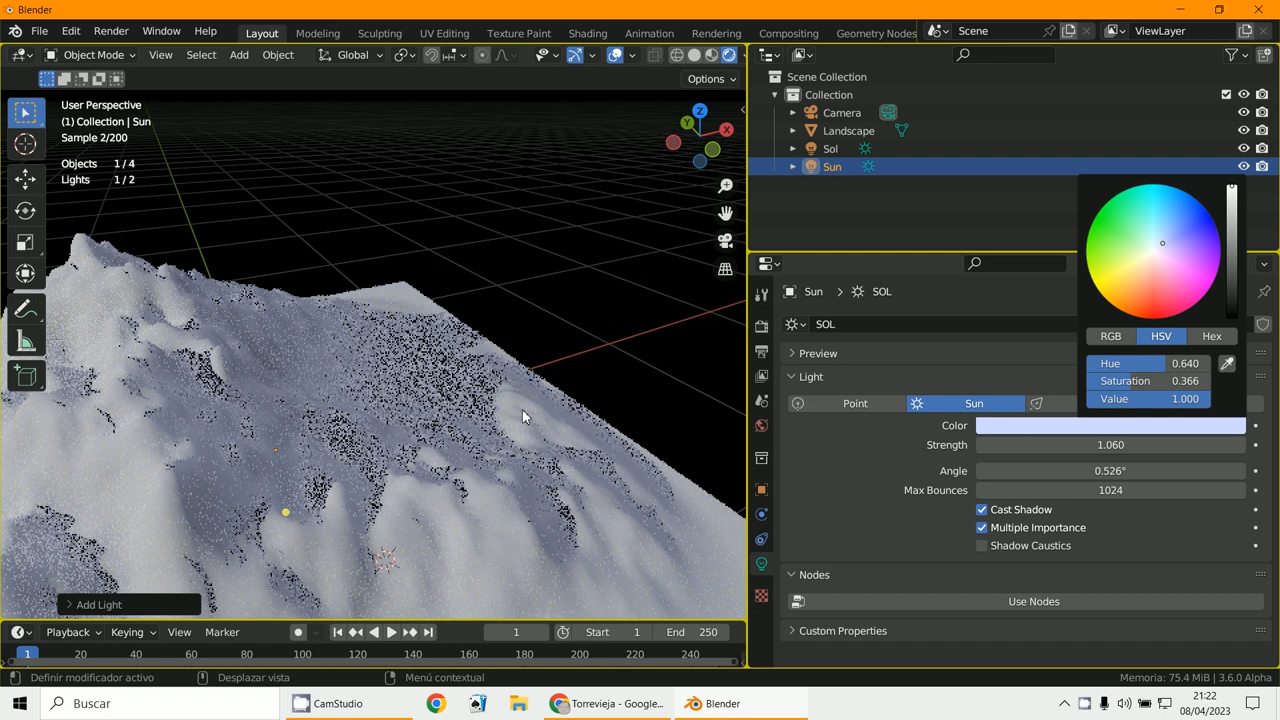 Blender
File Edit Render Window Help Layout Modeling Sculpting UV Editing Texture Paint Shading Animation Rendering Compositing Geometry Nodes Scene ViewLayer
Object Mode View Select Add Object Global
Options
User Perspective
(1) Collection | Sun
Sample 2/200
Objects 1/4
Lights 1/2
Z
Y
X
Add Light
Scene Collection
Collection
Camera
Landscape
Sol
Sun
Sun > SOL
SOL
RGB HSV Hex
Hue 0.640
Saturation 0.366
Value 1.000
Preview
Light
Point Sun
Color
Strength 1.060
Angle 0.526°
Max Bounces 1024
Cast Shadow
Multiple Importance
Shadow Caustics
Nodes
Use Nodes
Custom Properties
Playback Keying View Marker 1 Start 1 End 250
1 20 40 60 80 100 120 140 160 180 200 220 240
Definir modificador activo Desplazar vista Menú contextual Memoria: 75.4 MiB | 3.6.0 Alpha
Buscar CamStudio Torrevieja - Google... Blender 21:22
08/04/2023